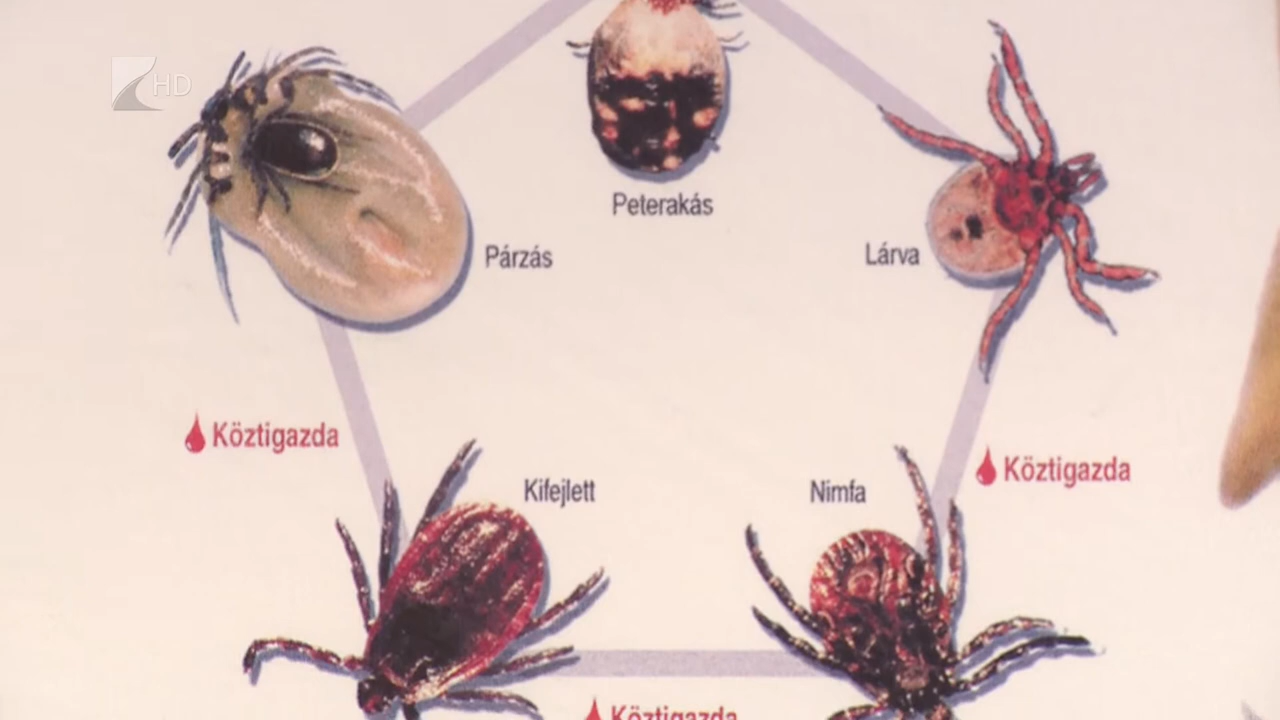 HD
Peterakás
Párzás
Lárva
Köztigazda
Köztigazda
Kifejlett
Nimfa
Köztigazda